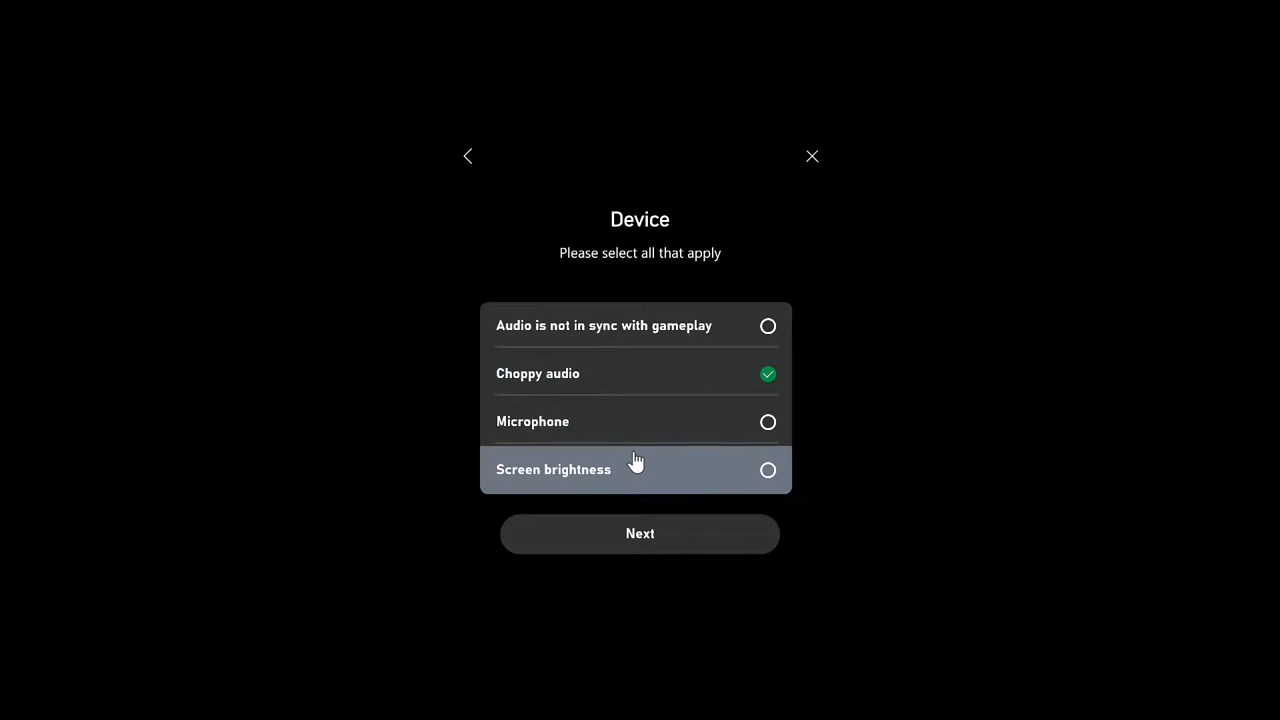 Device
Please select all that apply
Audio is not in sync with gameplay
Choppy audio
Microphone
Screen brightness
Next